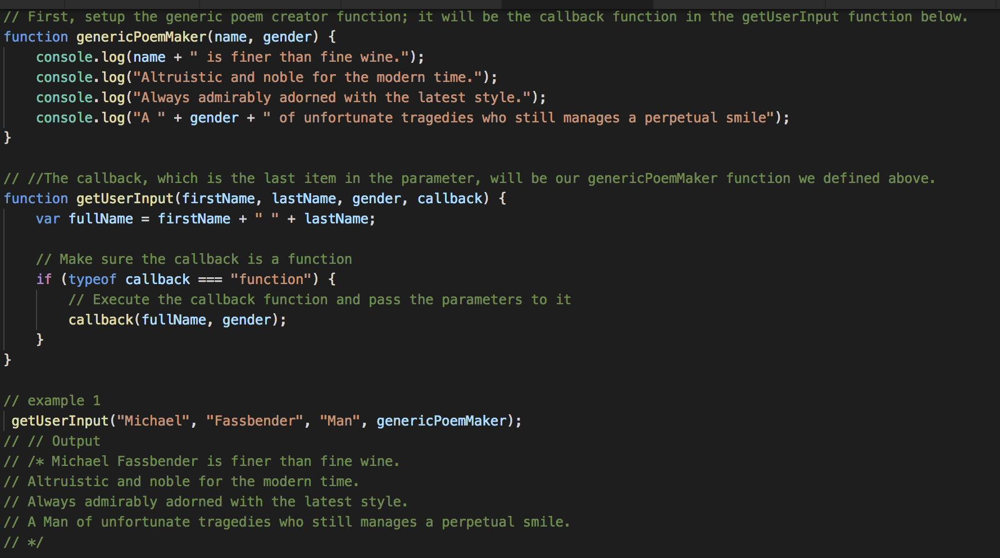 // First, setup the generic poem creator function; it will be the callback function in the getUserInput function below.
function genericPoemMaker(name, gender) {
    console.log(name + " is finer than fine wine.");
    console.log("Altruistic and noble for the modern time.");
    console.log("Always admirably adorned with the latest style.");
    console.log("A " + gender + " of unfortunate tragedies who still manages a perpetual smile");
}

// //The callback, which is the last item in the parameter, will be our genericPoemMaker function we defined above.
function getUserInput(firstName, lastName, gender, callback) {
    var fullName = firstName + " " + lastName;

    // Make sure the callback is a function
    if (typeof callback === "function") {
        // Execute the callback function and pass the parameters to it
        callback(fullName, gender);
    }
}

// example 1
 getUserInput("Michael", "Fassbender", "Man", genericPoemMaker);
// // Output
// /* Michael Fassbender is finer than fine wine.
// Altruistic and noble for the modern time.
// Always admirably adorned with the latest style.
// A Man of unfortunate tragedies who still manages a perpetual smile.
// */